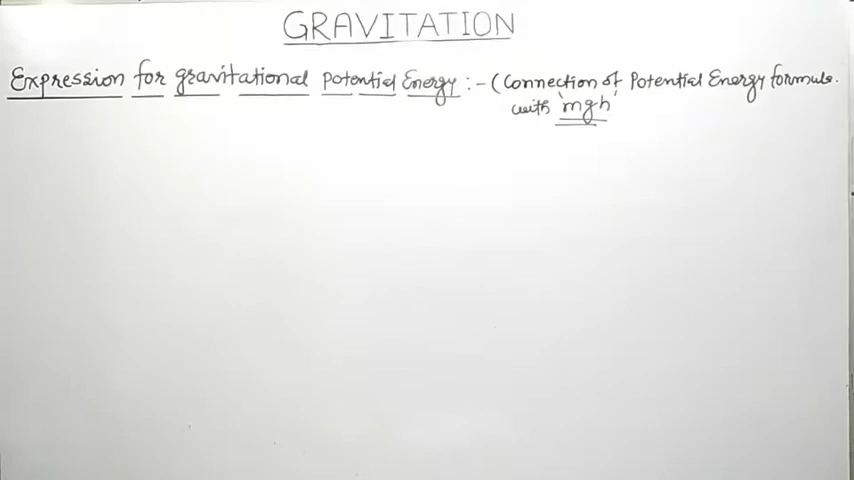 GRAVITATION
Expression for gravitational Potential Energy :- (Connection of Potential Energy formula.
with 'mgh'